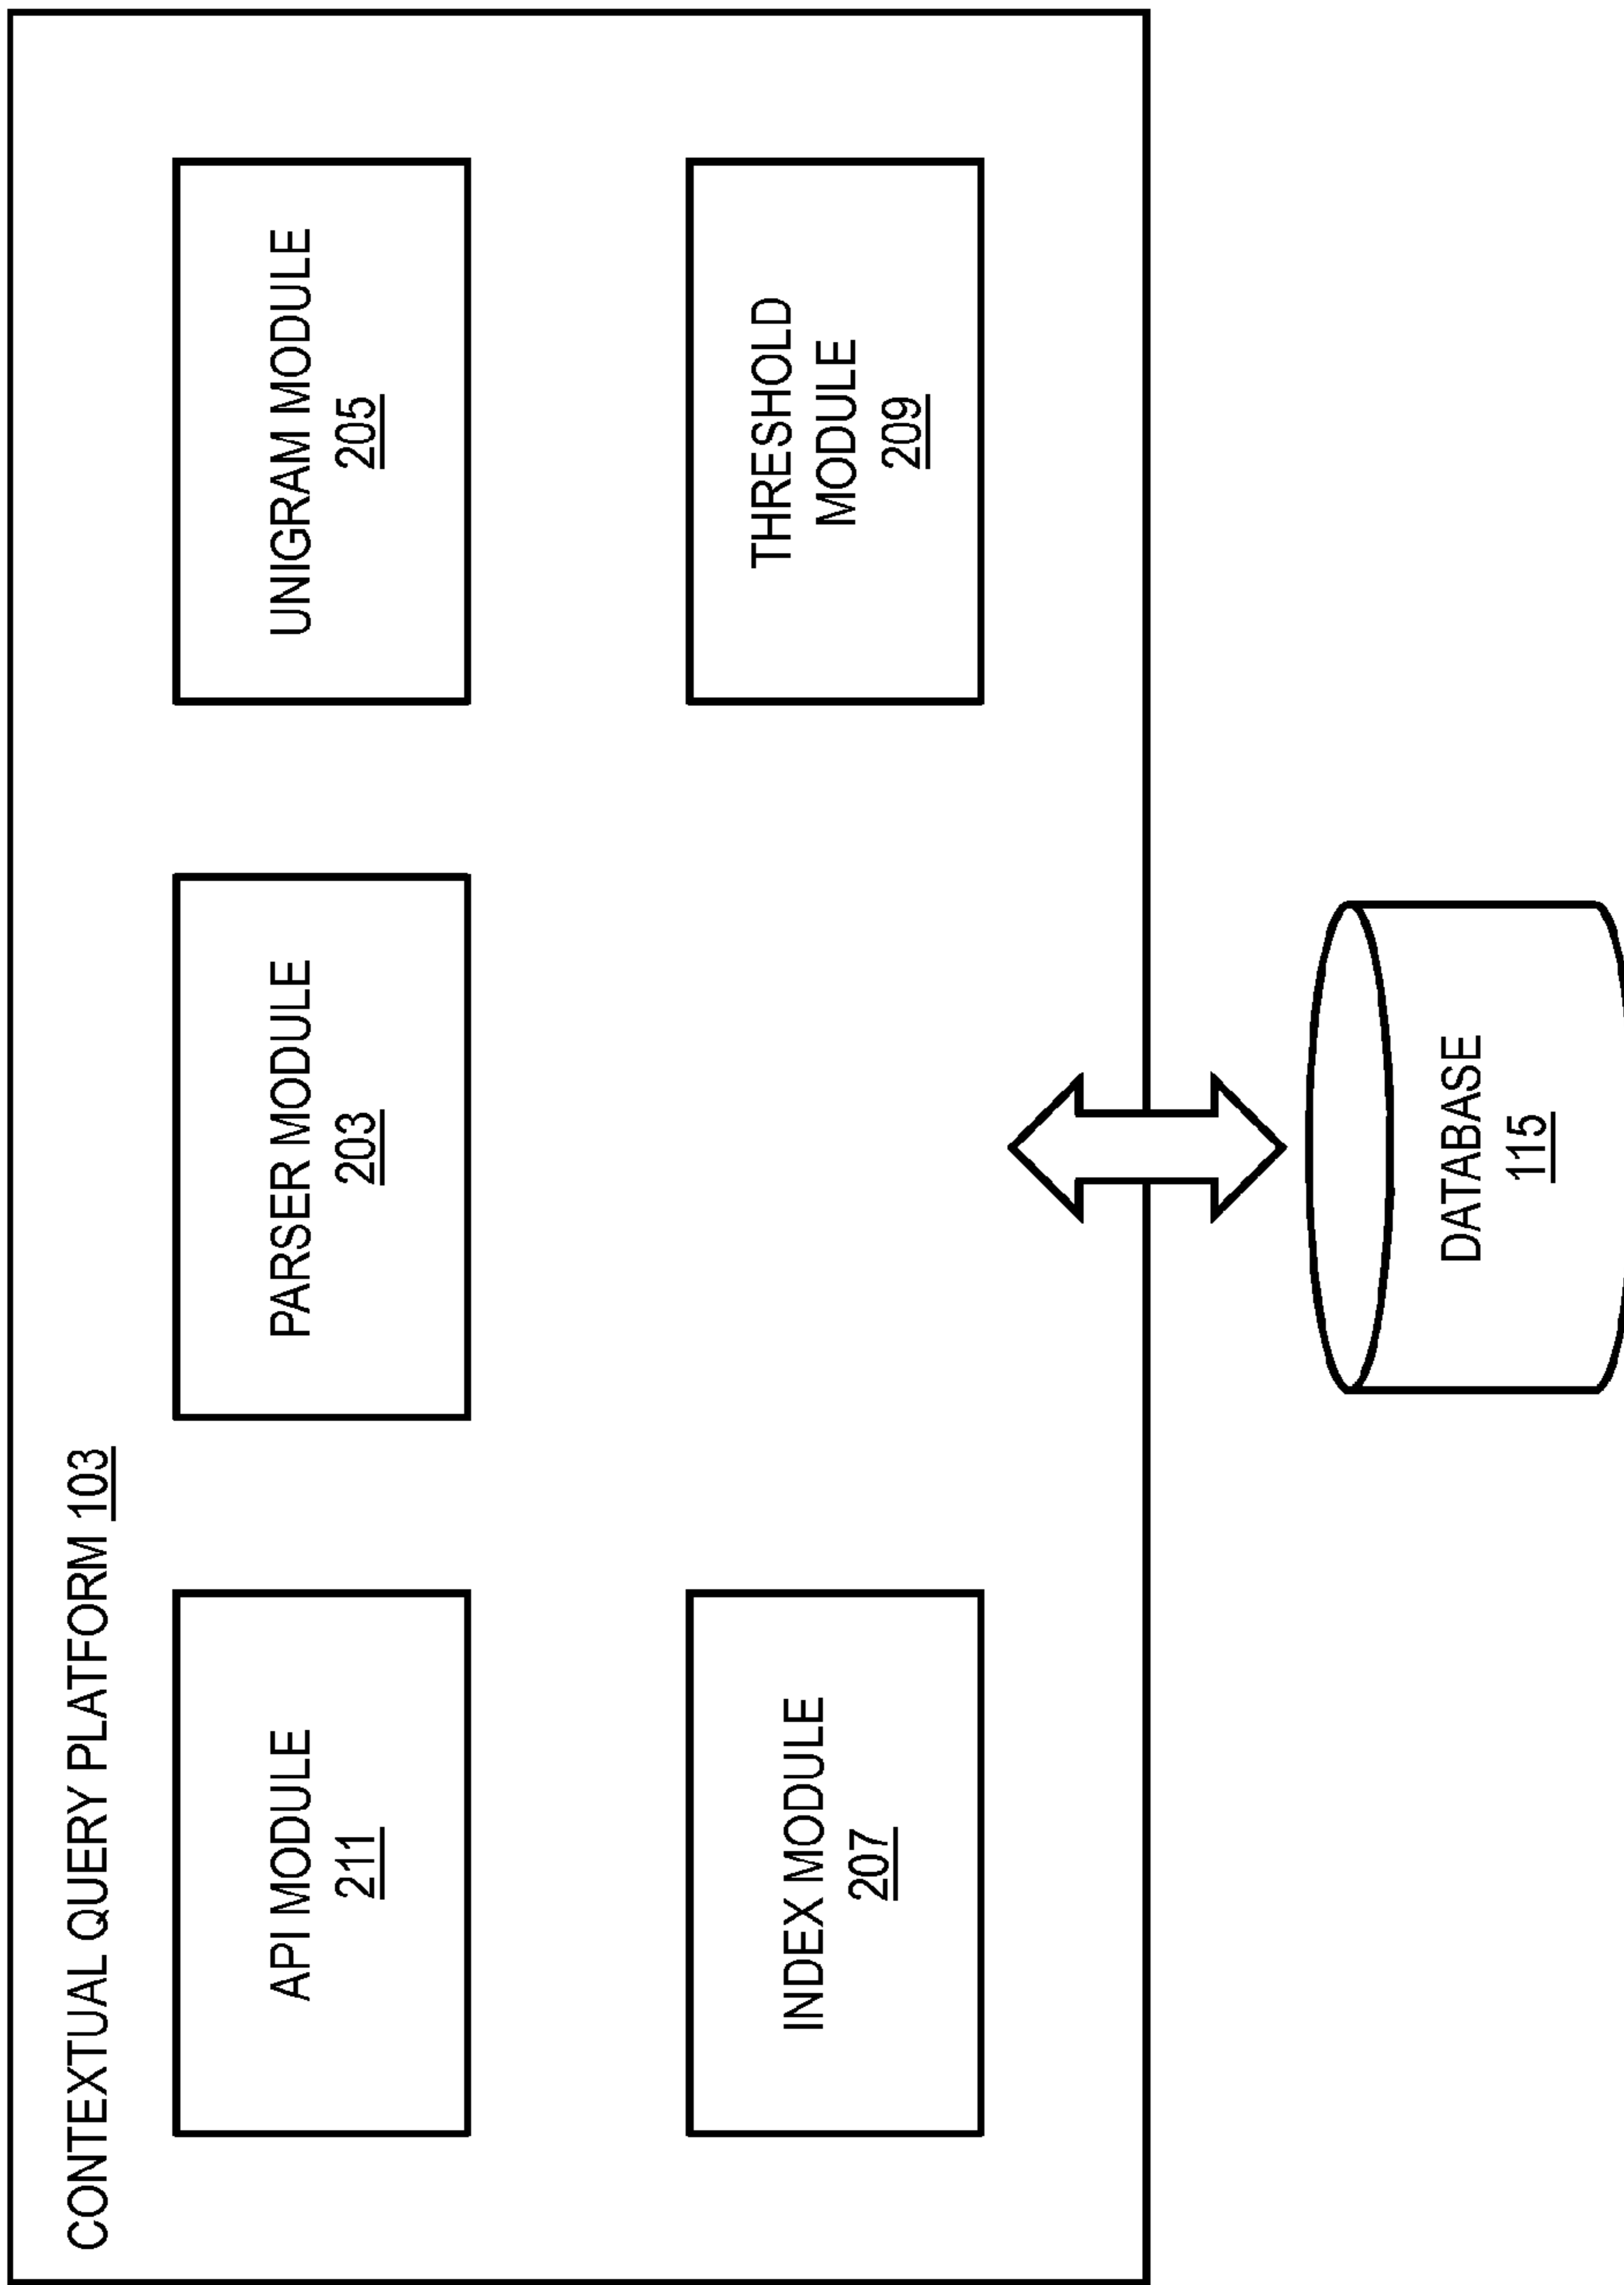 CONTEXTUAL QUERY PLATFORM 103
API MODULE
211
PARSER MODULE
203
UNIGRAM MODULE
205
INDEX MODULE
207
THRESHOLD
MODULE
209
DATABASE
115